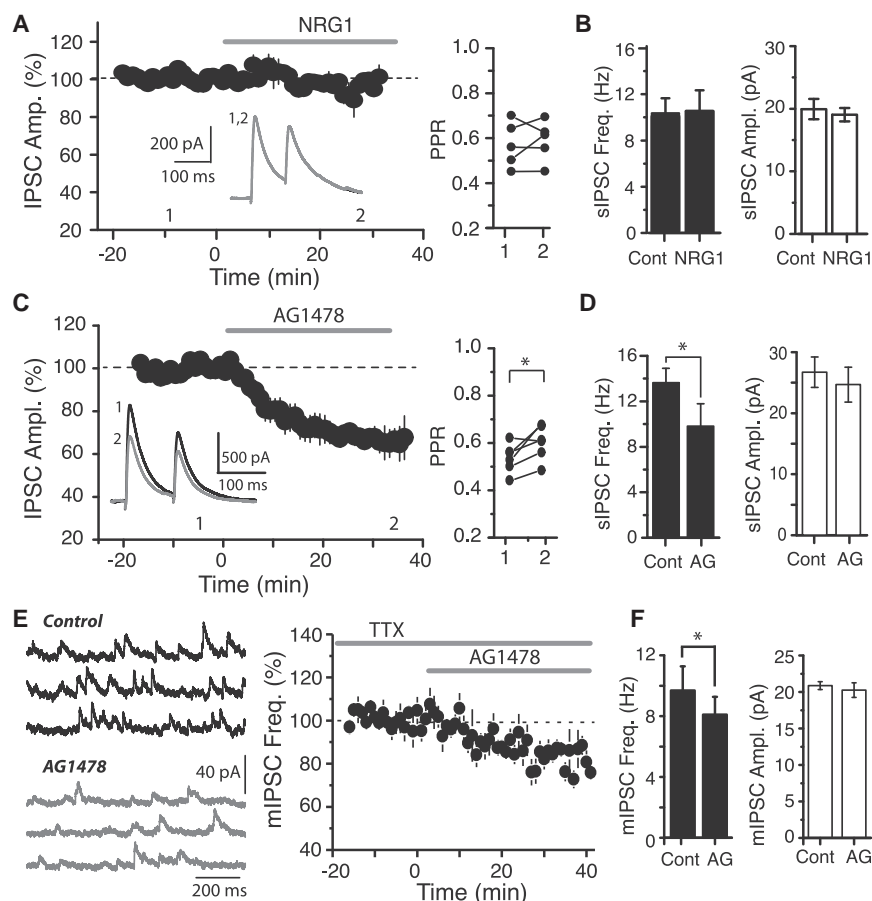 A
NRG1
IPSC Amp. (%)
120
100
80
60
40
20
200 pA
100 ms
1,2
1
2
-20
0
20
40
Time (min)
PPR
1.0
0.8
0.6
0.4
0.2
1
2
B
sIPSC Freq. (Hz)
16
12
8
4
0
Cont NRG1
sIPSC Ampl. (pA)
30
20
10
0
Cont NRG1
C
AG1478
IPSC Ampl. (%)
120
100
80
60
40
20
1
2
500 pA
100 ms
1
2
-20
0
20
40
Time (min)
PPR
1.0
0.8
0.6
0.4
0.2
*
1
2
D
sIPSC Freq. (Hz)
16
12
8
4
0
*
Cont AG
sIPSC Ampl. (pA)
30
20
10
0
Cont AG
E
Control
AG1478
40 pA
200 ms
mIPSC Freq. (%)
140
120
100
80
60
40
TTX
AG1478
-20
0
20
40
Time (min)
F
mIPSC Freq. (Hz)
12
8
4
0
*
Cont AG
mIPSC Ampl. (pA)
25
20
15
10
5
0
Cont AG